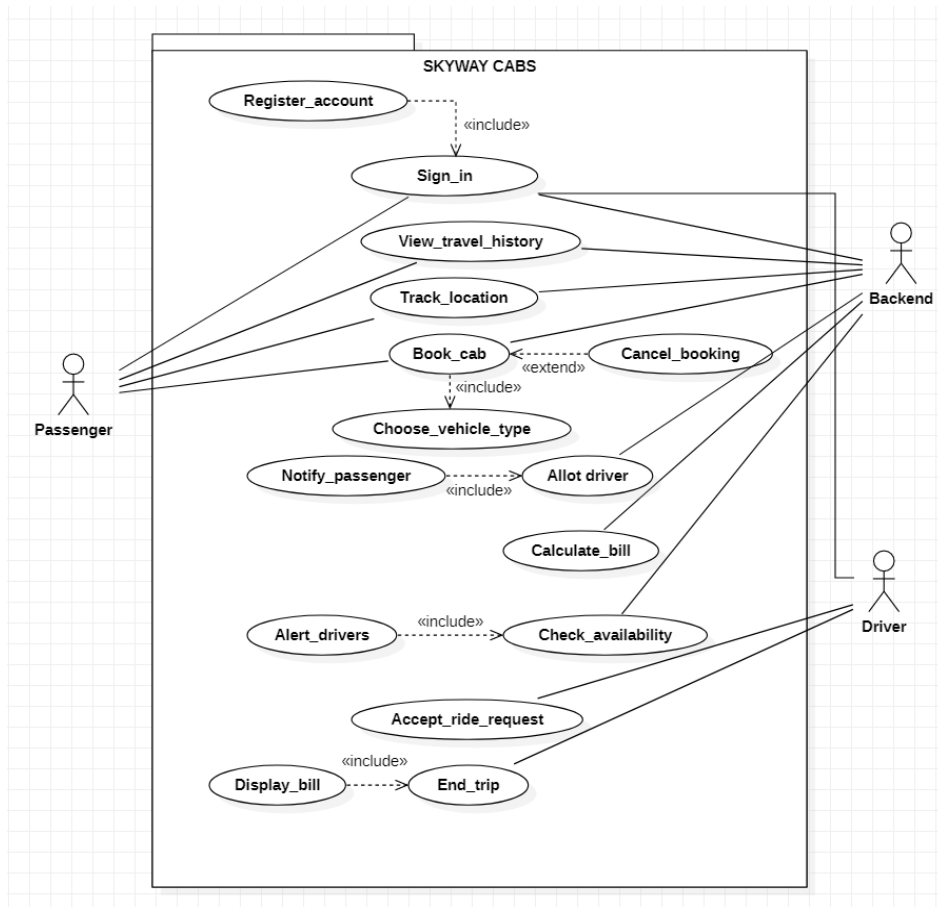 SKYWAY CABS
Register_account
«include»
Sign_in
View_travel_history
Backend
Track_location
Book_cab
Cancel_booking
«extend»
«include»
Passenger
Choose_vehicle_type
Notify_passenger
Allot driver
«include»
Calculate_bill
«include»
Alert_drivers
Check_availability
Driver
Accept_ride_request
«include»
Display_bill
End_trip